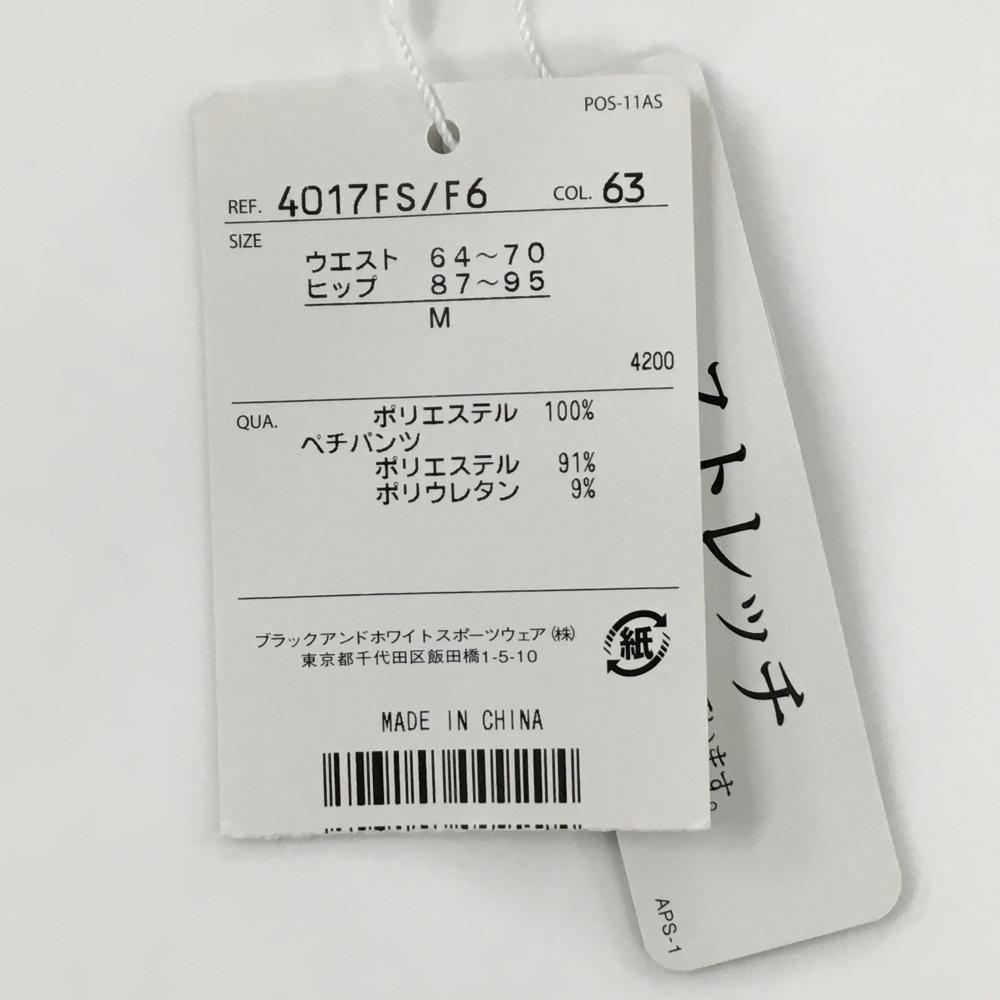 POS-11AS
REF. 4017FS/F6 COL. 63
SIZE
ウエスト 64〜70
ヒップ 87〜95
M
4200
QUA. ポリエステル 100%
ペチパンツ
ポリエステル 91%
ポリウレタン 9%
ブラックアンドホワイトスポーツウェア㈱
東京都千代田区飯田橋1-5-10
紙
MADE IN CHINA
ストレッチ
います。
APS-1